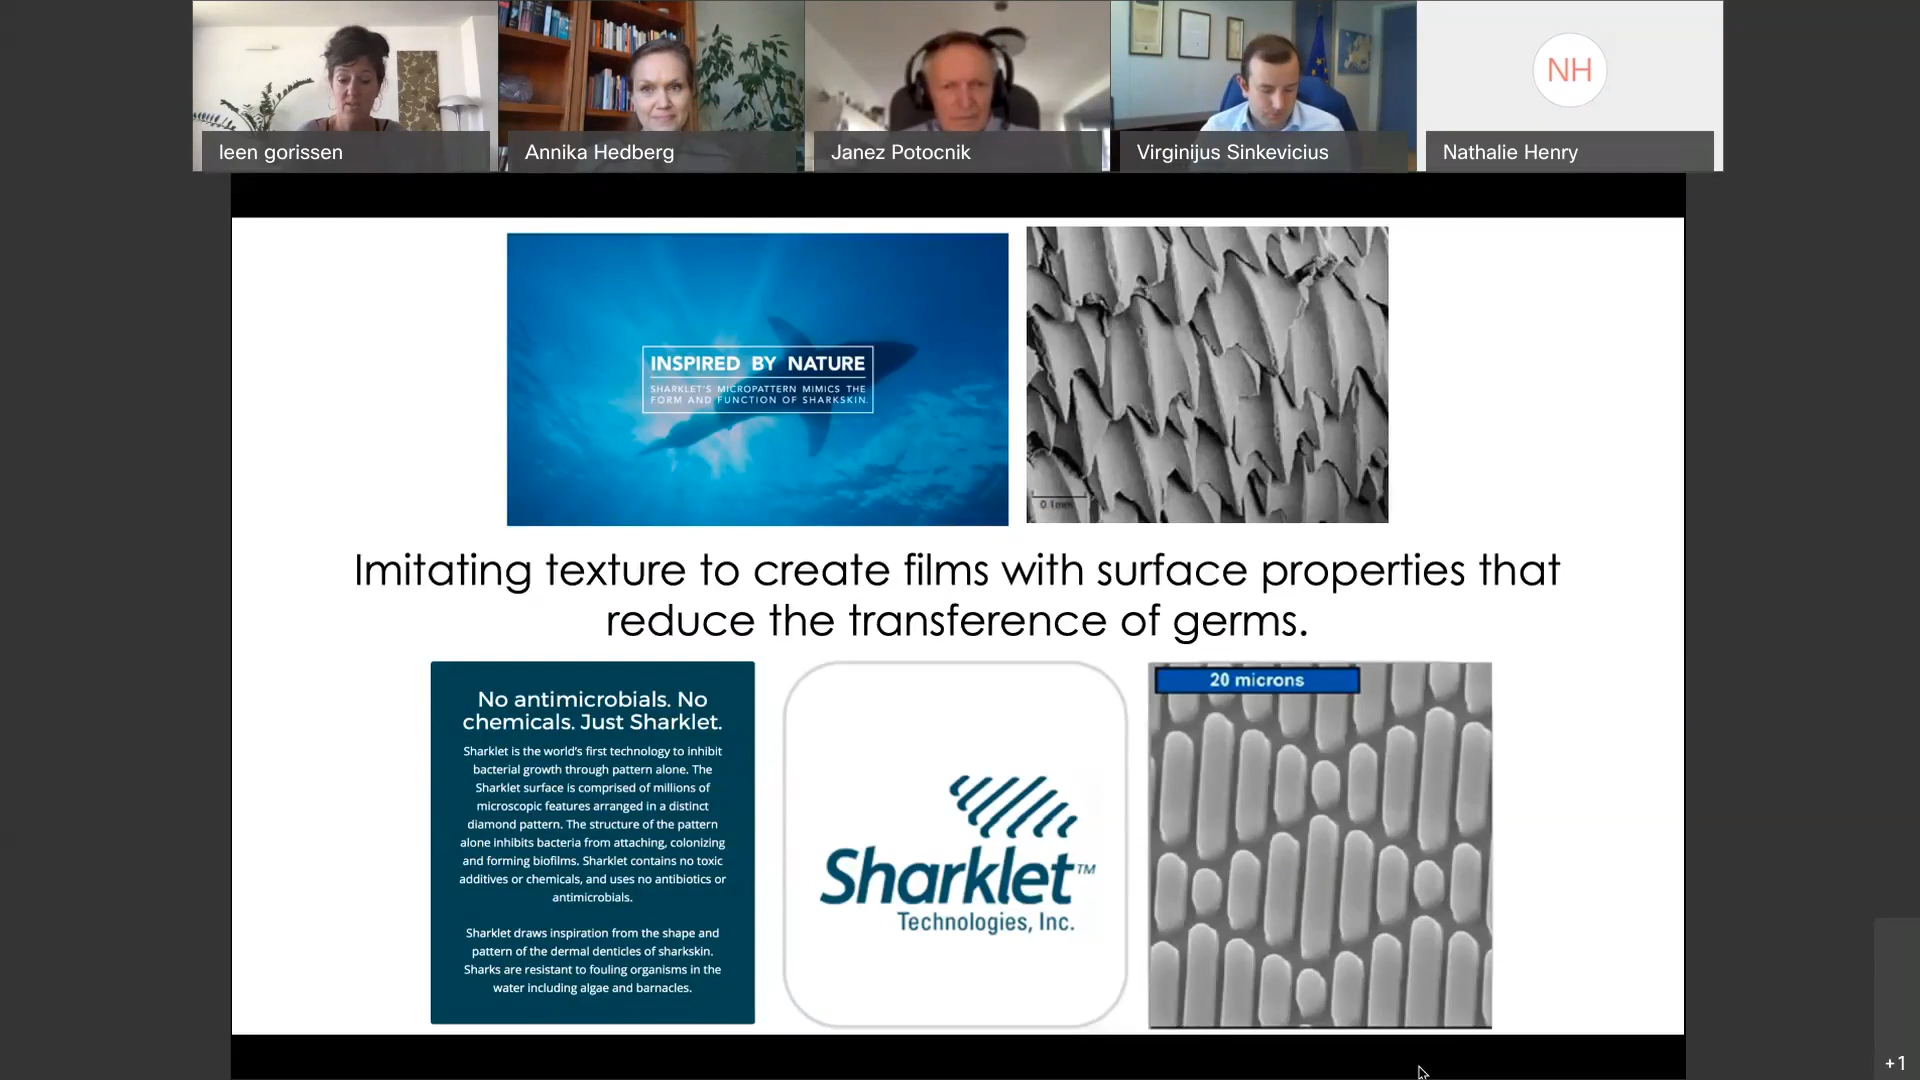 leen gorissen
Annika Hedberg
Janez Potocnik
Virginijus Sinkevicius
NH
Nathalie Henry
INSPIRED BY NATURE
SHARKLET'S MICROPATTERN MIMICS THE
FORM AND FUNCTION OF SHARKSKIN.
0.1mm
Imitating texture to create films with surface properties that
reduce the transference of germs.
No antimicrobials. No
chemicals. Just Sharklet.
Sharklet is the world's first technology to inhibit
bacterial growth through pattern alone. The
Sharklet surface is comprised of millions of
microscopic features arranged in a distinct
diamond pattern. The structure of the pattern
alone inhibits bacteria from attaching, colonizing
and forming biofilms. Sharklet contains no toxic
additives or chemicals, and uses no antibiotics or
antimicrobials.
Sharklet draws inspiration from the shape and
pattern of the dermal denticles of sharkskin.
Sharks are resistant to fouling organisms in the
water including algae and barnacles.
Sharklet™
Technologies, Inc.
20 microns
+1